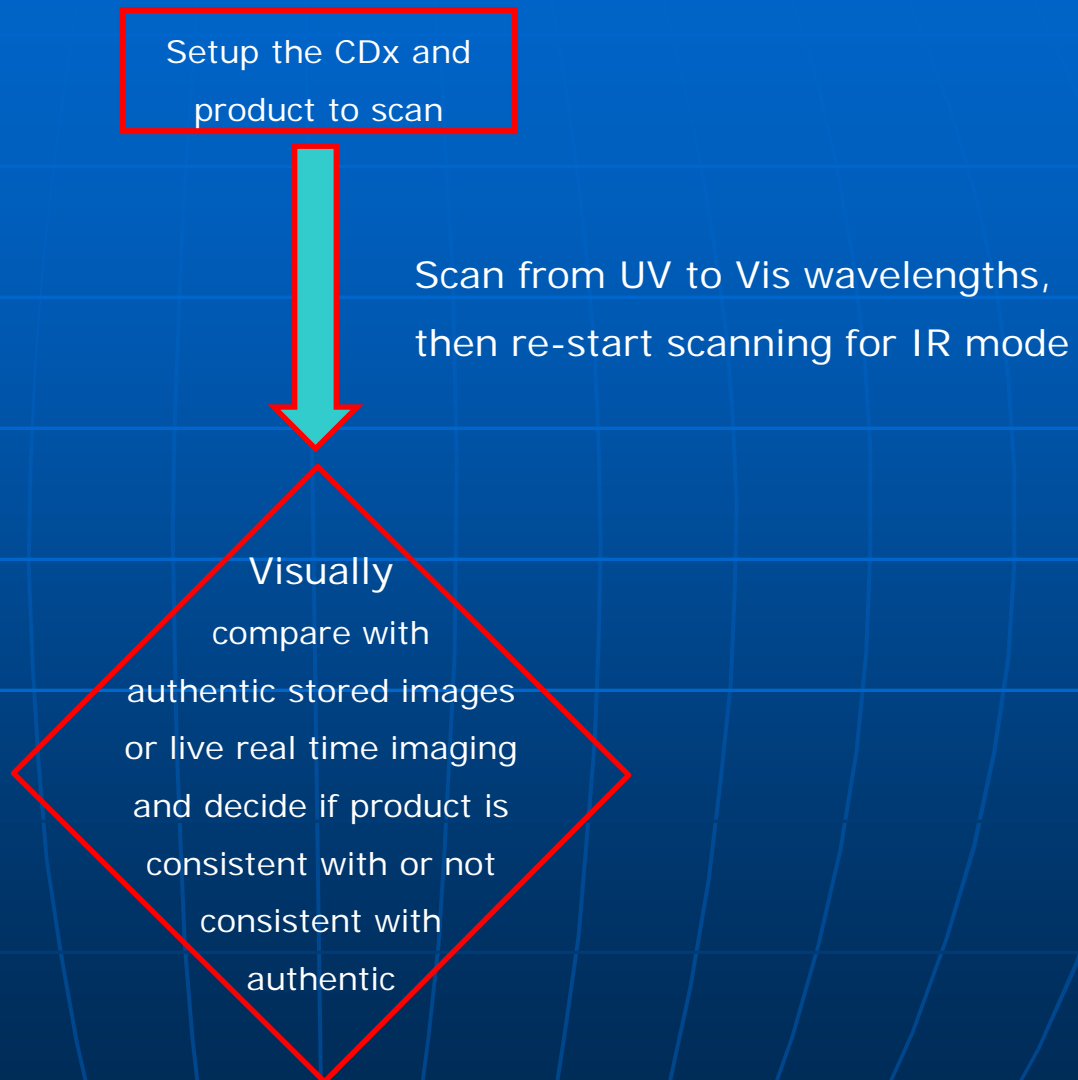 Setup the CDx and
product to scan
Scan from UV to Vis wavelengths,
then re-start scanning for IR mode
Visually
compare with
authentic stored images
or live real time imaging
and decide if product is
consistent with or not
consistent with
authentic